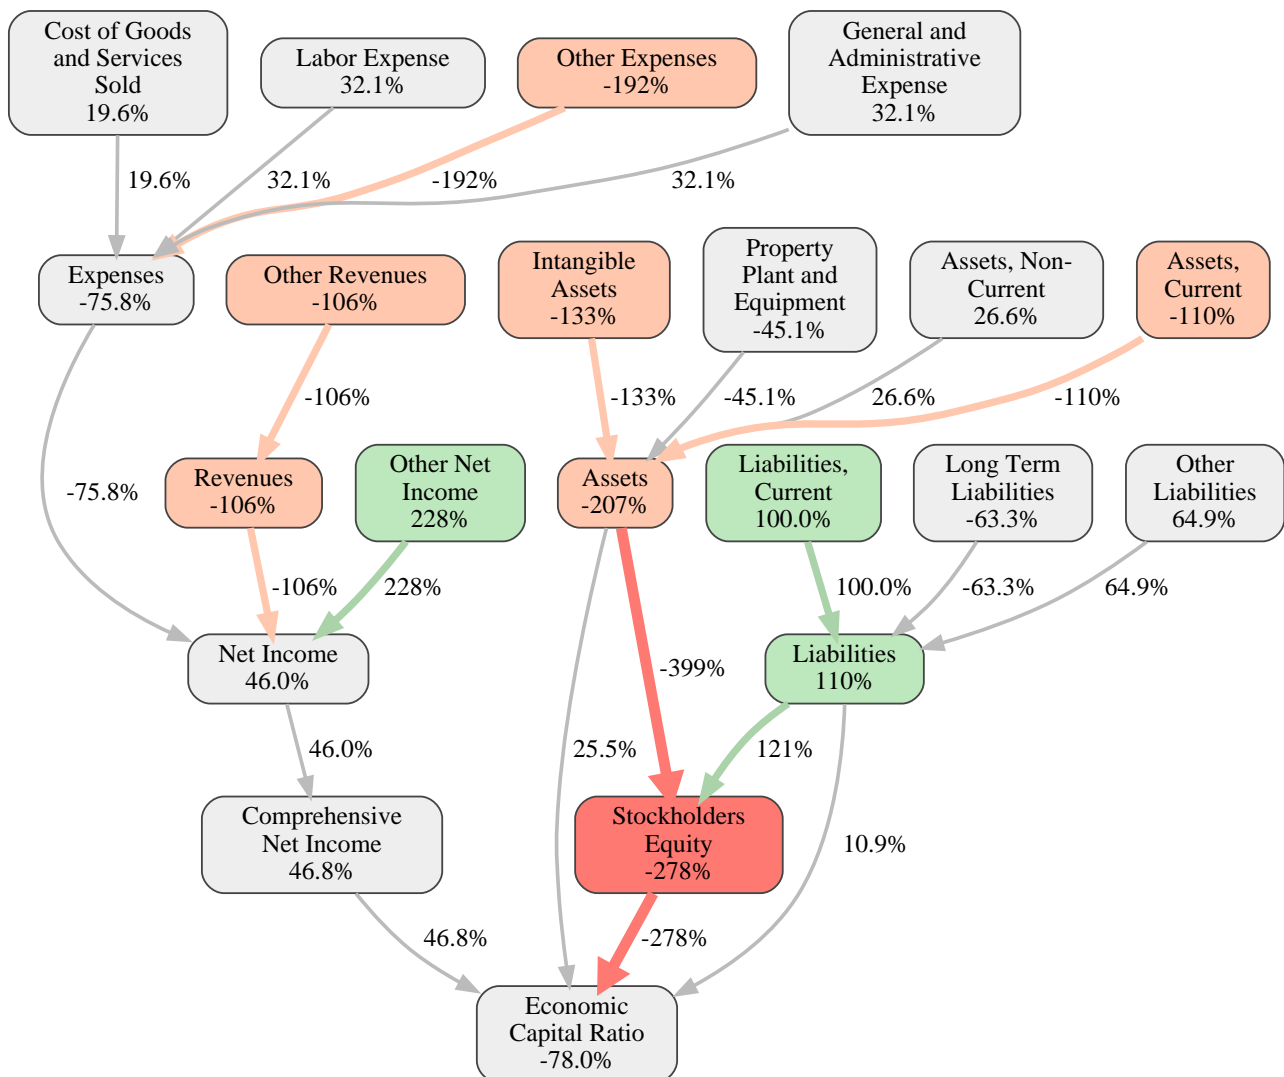 Cost of Goods
and Services
Sold
19.6%
Labor Expense
32.1%
Other Expenses
-192%
General and
Administrative
Expense
32.1%
19.6%
32.1%
-192%
32.1%
Expenses
-75.8%
Other Revenues
-106%
Intangible
Assets
-133%
Property
Plant and
Equipment
-45.1%
Assets, Non-
Current
26.6%
Assets,
Current
-110%
-106%
-133%
-45.1%
26.6%
-110%
-75.8%
Revenues
-106%
Other Net
Income
228%
Assets
-207%
Liabilities,
Current
100.0%
Long Term
Liabilities
-63.3%
Other
Liabilities
64.9%
-106%
228%
100.0%
-63.3%
64.9%
Net Income
46.0%
-399%
Liabilities
110%
46.0%
25.5%
121%
Comprehensive
Net Income
46.8%
Stockholders
Equity
-278%
10.9%
46.8%
-278%
Economic
Capital Ratio
-78.0%